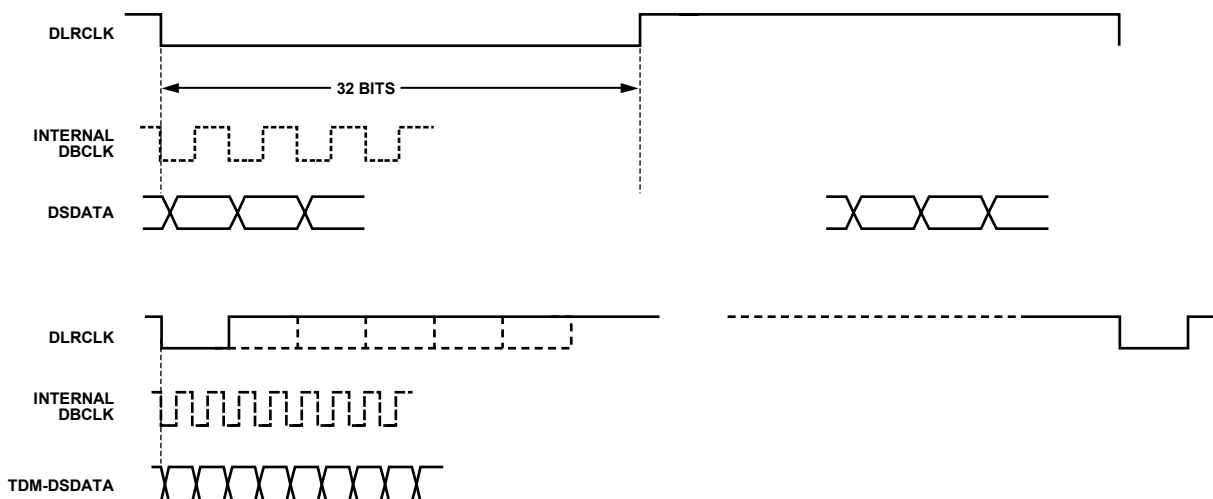 DLRCLK
32 BITS
INTERNAL
DBCLK
DSDATA
DLRCLK
INTERNAL
DBCLK
TDM-DSDATA